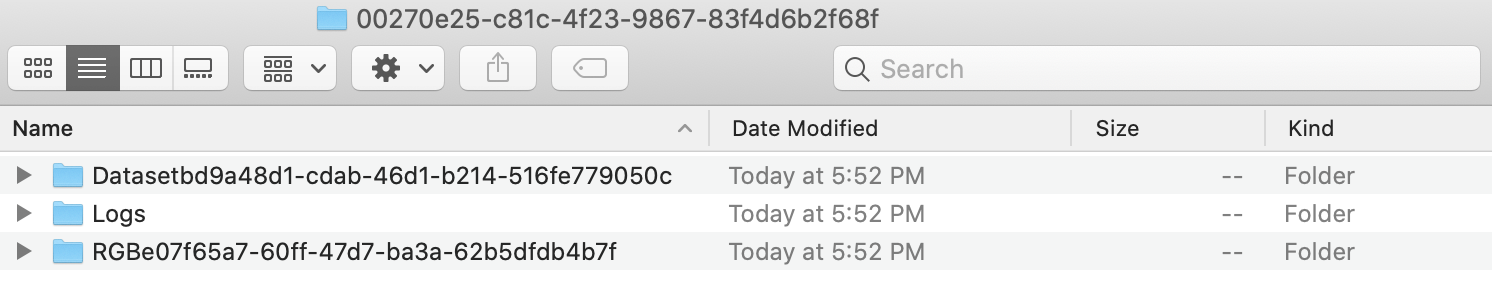 00270e25-c81c-4f23-9867-83f4d6b2f68f
Search
Name Date Modified Size Kind
Datasetbd9a48d1-cdab-46d1-b214-516fe779050c Today at 5:52 PM -- Folder
Logs Today at 5:52 PM -- Folder
RGBe07f65a7-60ff-47d7-ba3a-62b5dfdb4b7f Today at 5:52 PM -- Folder